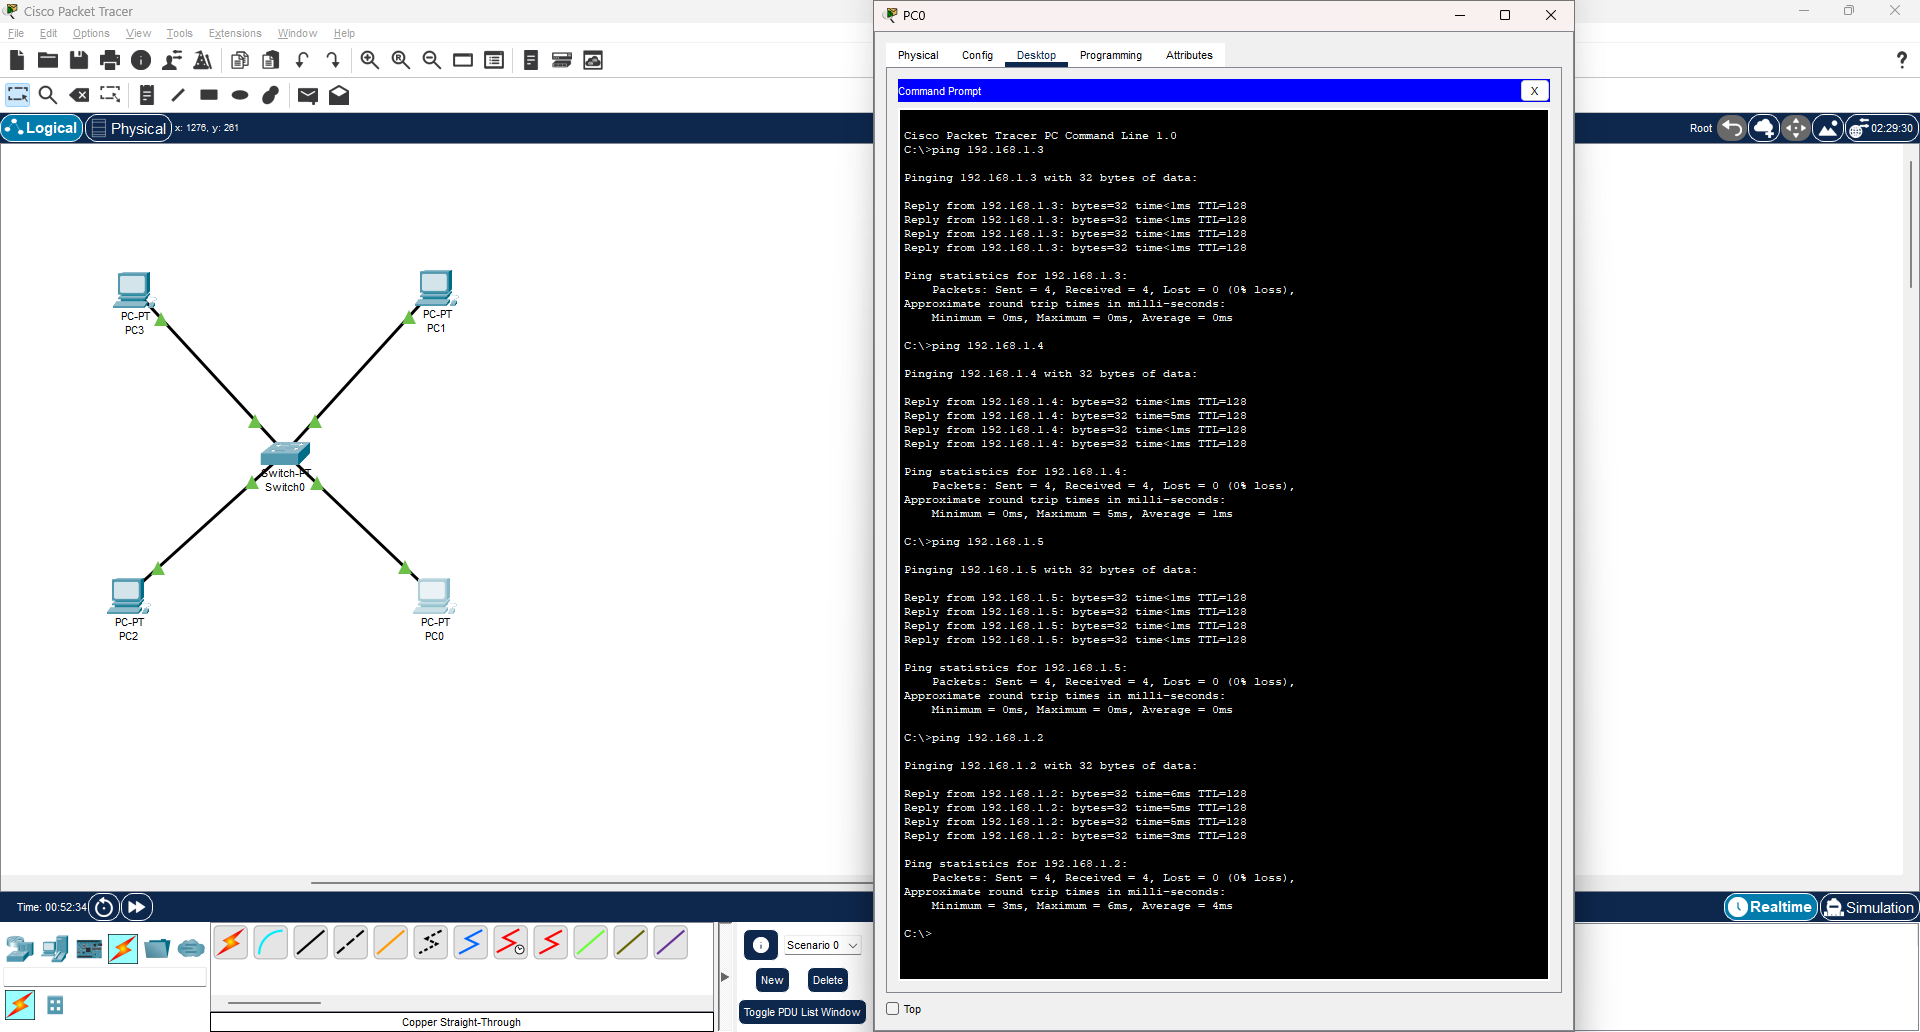 Cisco Packet Tracer
File Edit Options View Tools Extensions Window Help
Logical Physical x: 1276, y: 261
Root 02:29:30
PC-PT
PC3
PC-PT
PC1
Switch-PT
Switch0
PC-PT
PC2
PC-PT
PC0
Time: 00:52:34
Realtime Simulation
Scenario 0
New Delete
Toggle PDU List Window
Copper Straight-Through
PC0
Physical Config Desktop Programming Attributes
Command Prompt X
Cisco Packet Tracer PC Command Line 1.0
C:\>ping 192.168.1.3
Pinging 192.168.1.3 with 32 bytes of data:
Reply from 192.168.1.3: bytes=32 time<1ms TTL=128
Reply from 192.168.1.3: bytes=32 time<1ms TTL=128
Reply from 192.168.1.3: bytes=32 time<1ms TTL=128
Reply from 192.168.1.3: bytes=32 time<1ms TTL=128
Ping statistics for 192.168.1.3:
Packets: Sent = 4, Received = 4, Lost = 0 (0% loss),
Approximate round trip times in milli-seconds:
Minimum = 0ms, Maximum = 0ms, Average = 0ms
C:\>ping 192.168.1.4
Pinging 192.168.1.4 with 32 bytes of data:
Reply from 192.168.1.4: bytes=32 time<1ms TTL=128
Reply from 192.168.1.4: bytes=32 time=5ms TTL=128
Reply from 192.168.1.4: bytes=32 time<1ms TTL=128
Reply from 192.168.1.4: bytes=32 time<1ms TTL=128
Ping statistics for 192.168.1.4:
Packets: Sent = 4, Received = 4, Lost = 0 (0% loss),
Approximate round trip times in milli-seconds:
Minimum = 0ms, Maximum = 5ms, Average = 1ms
C:\>ping 192.168.1.5
Pinging 192.168.1.5 with 32 bytes of data:
Reply from 192.168.1.5: bytes=32 time<1ms TTL=128
Reply from 192.168.1.5: bytes=32 time<1ms TTL=128
Reply from 192.168.1.5: bytes=32 time<1ms TTL=128
Reply from 192.168.1.5: bytes=32 time<1ms TTL=128
Ping statistics for 192.168.1.5:
Packets: Sent = 4, Received = 4, Lost = 0 (0% loss),
Approximate round trip times in milli-seconds:
Minimum = 0ms, Maximum = 0ms, Average = 0ms
C:\>ping 192.168.1.2
Pinging 192.168.1.2 with 32 bytes of data:
Reply from 192.168.1.2: bytes=32 time=6ms TTL=128
Reply from 192.168.1.2: bytes=32 time=5ms TTL=128
Reply from 192.168.1.2: bytes=32 time=5ms TTL=128
Reply from 192.168.1.2: bytes=32 time=3ms TTL=128
Ping statistics for 192.168.1.2:
Packets: Sent = 4, Received = 4, Lost = 0 (0% loss),
Approximate round trip times in milli-seconds:
Minimum = 3ms, Maximum = 6ms, Average = 4ms
C:\>
Top